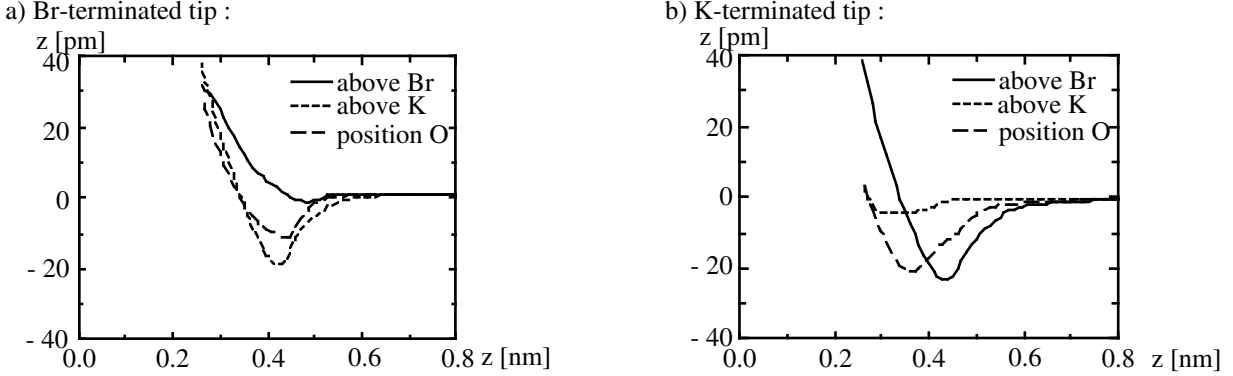 a) Br-terminated tip :
z [pm]
40
20
0
- 20
- 40
0.0
0.2
0.4
0.6
0.8
z [nm]
above Br
above K
position O
b) K-terminated tip :
z [pm]
40
20
0
- 20
- 40
0.0
0.2
0.4
0.6
0.8
z [nm]
above Br
above K
position O